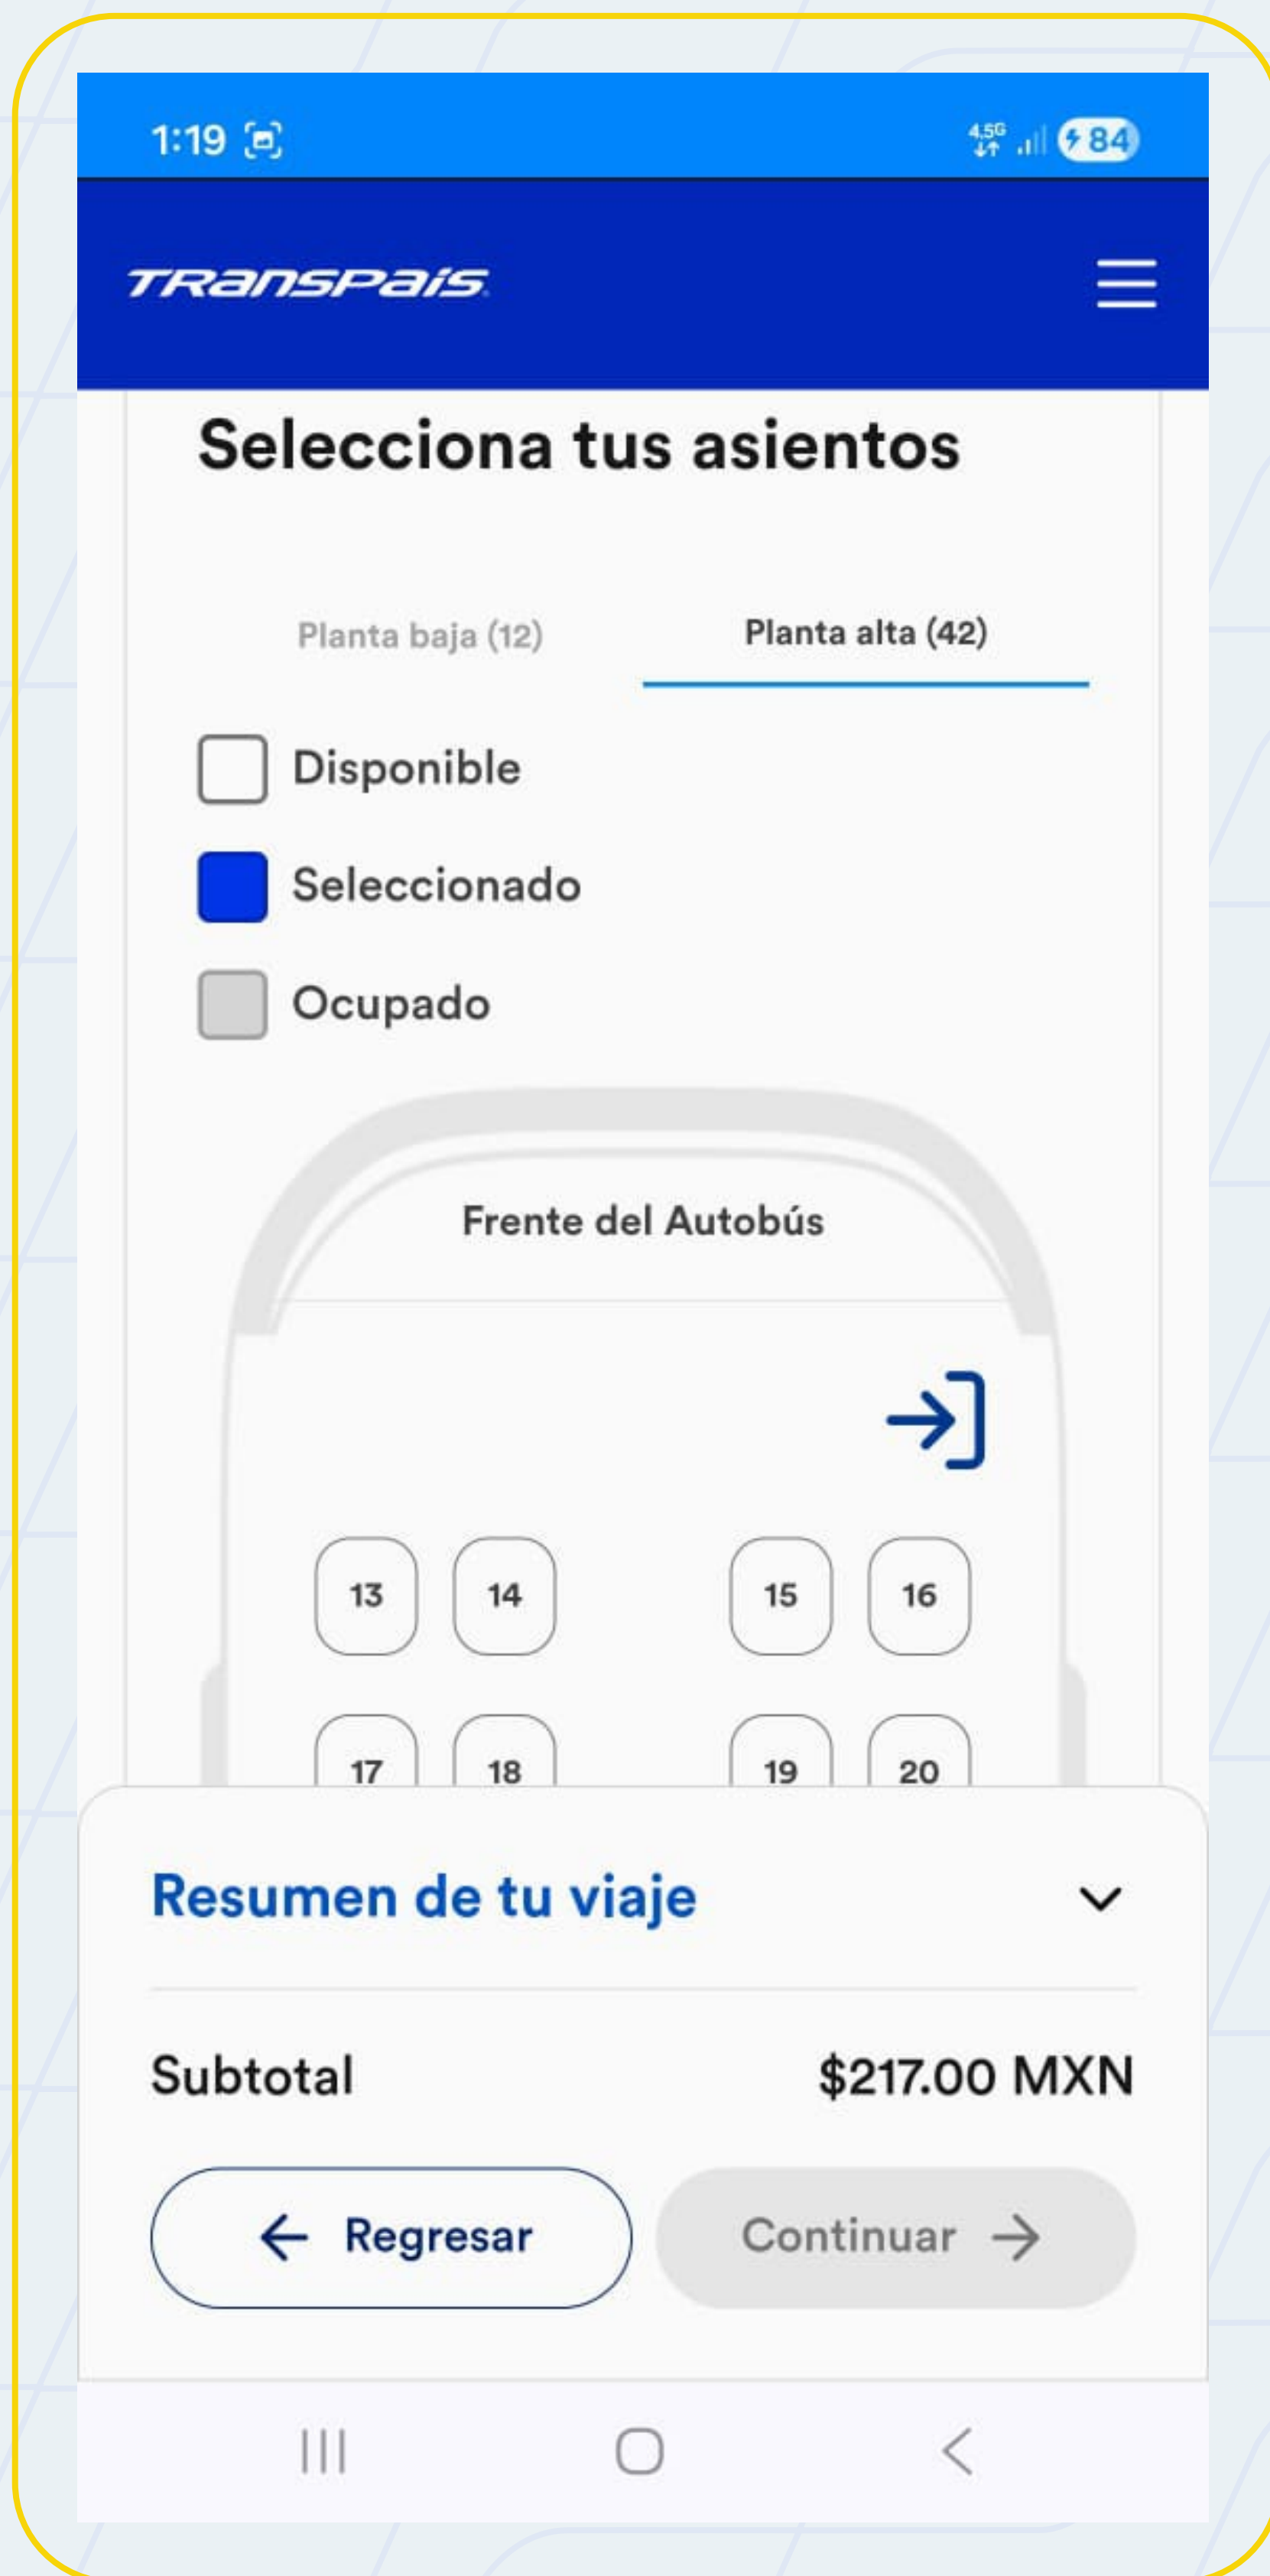 1:19 4.5G 84
Transpaís
Selecciona tus asientos
Planta baja (12) Planta alta (42)
Disponible
Seleccionado
Ocupado
Frente del Autobús
13 14 15 16
17 18 19 20
Resumen de tu viaje
Subtotal $217.00 MXN
Regresar Continuar